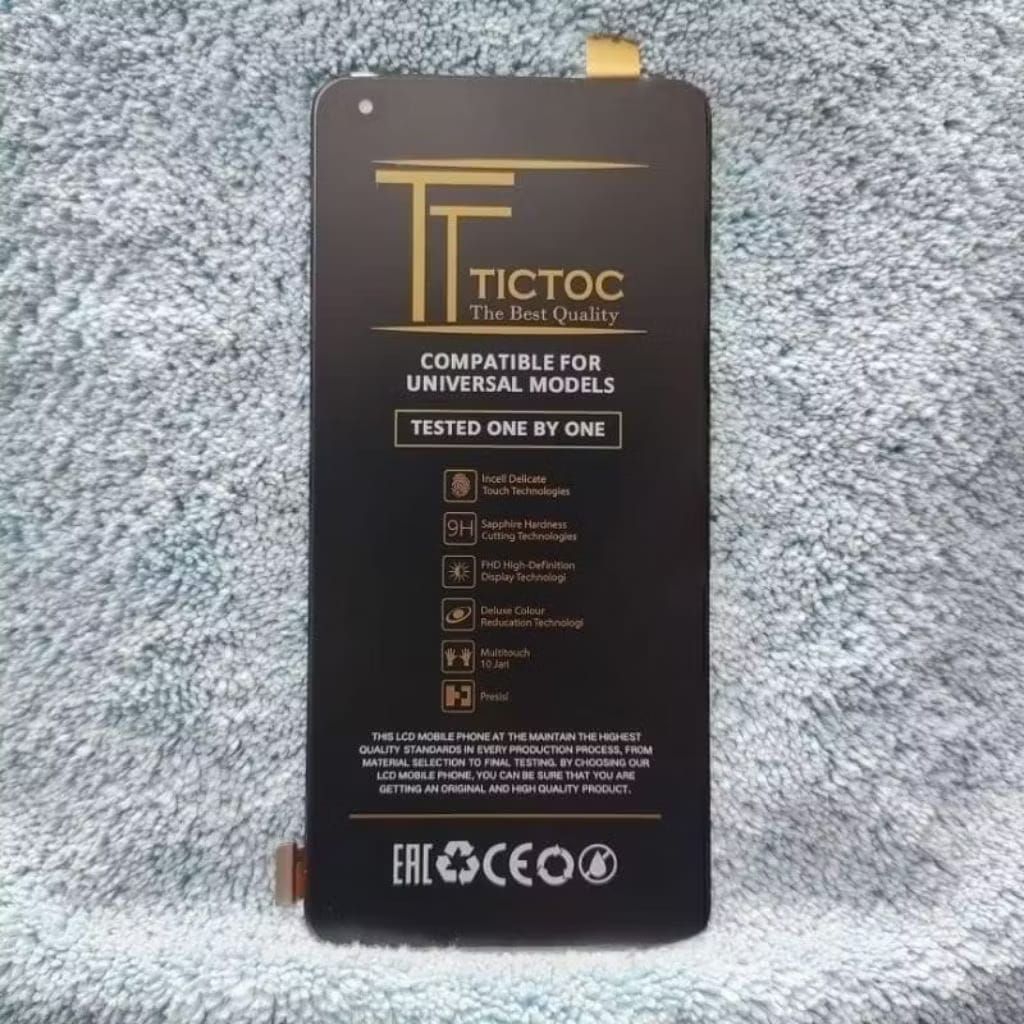 TT
TICTOC
The Best Quality
COMPATIBLE FOR
UNIVERSAL MODELS
TESTED ONE BY ONE
Incell Delicate
Touch Technologies
9H
Sapphire Hardness
Cutting Technologies
FHD High-Definition
Display Technologi
Deluxe Colour
Reducation Technologi
Multitouch
10 Jari
Presisi
THIS LCD MOBILE PHONE AT THE MAINTAIN THE HIGHEST
QUALITY STANDARDS IN EVERY PRODUCTION PROCESS, FROM
MATERIAL SELECTION TO FINAL TESTING. BY CHOOSING OUR
LCD MOBILE PHONE, YOU CAN BE SURE THAT YOU ARE
GETTING AN ORIGINAL AND HIGH QUALITY PRODUCT.
EAC CE